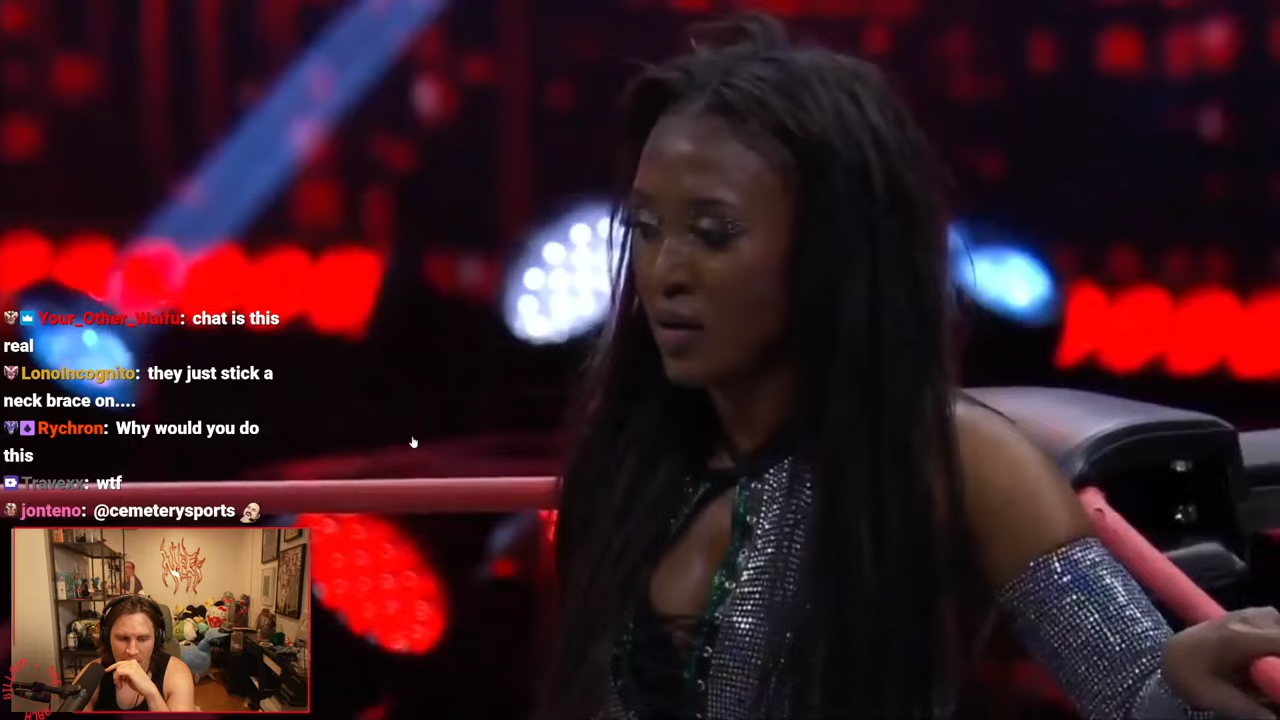 Your_Other_Waifu: chat is this
real
LonoIncognito: they just stick a
neck brace on....
Rychron: Why would you do
this
Travexx: wtf
jonteno: @cemeterysports